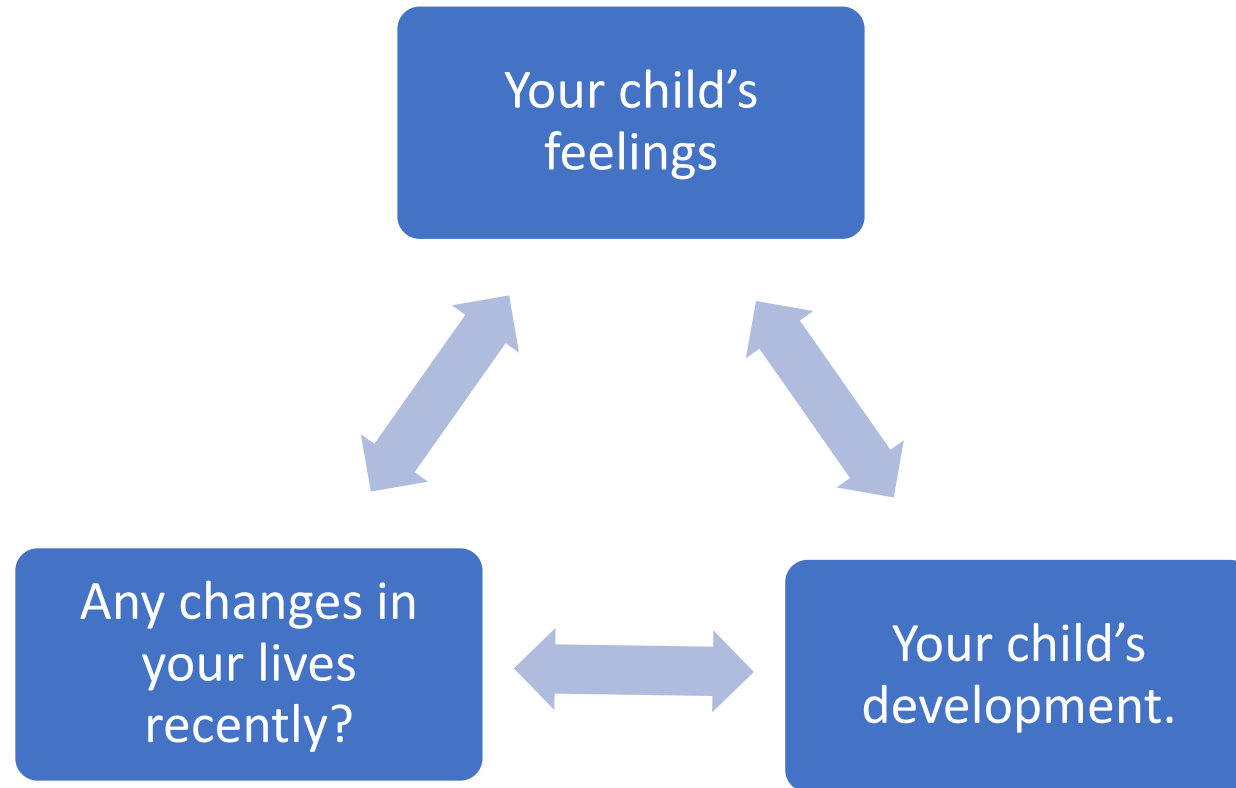 Your child’s
feelings
Any changes in
your lives
recently?
Your child’s
development.